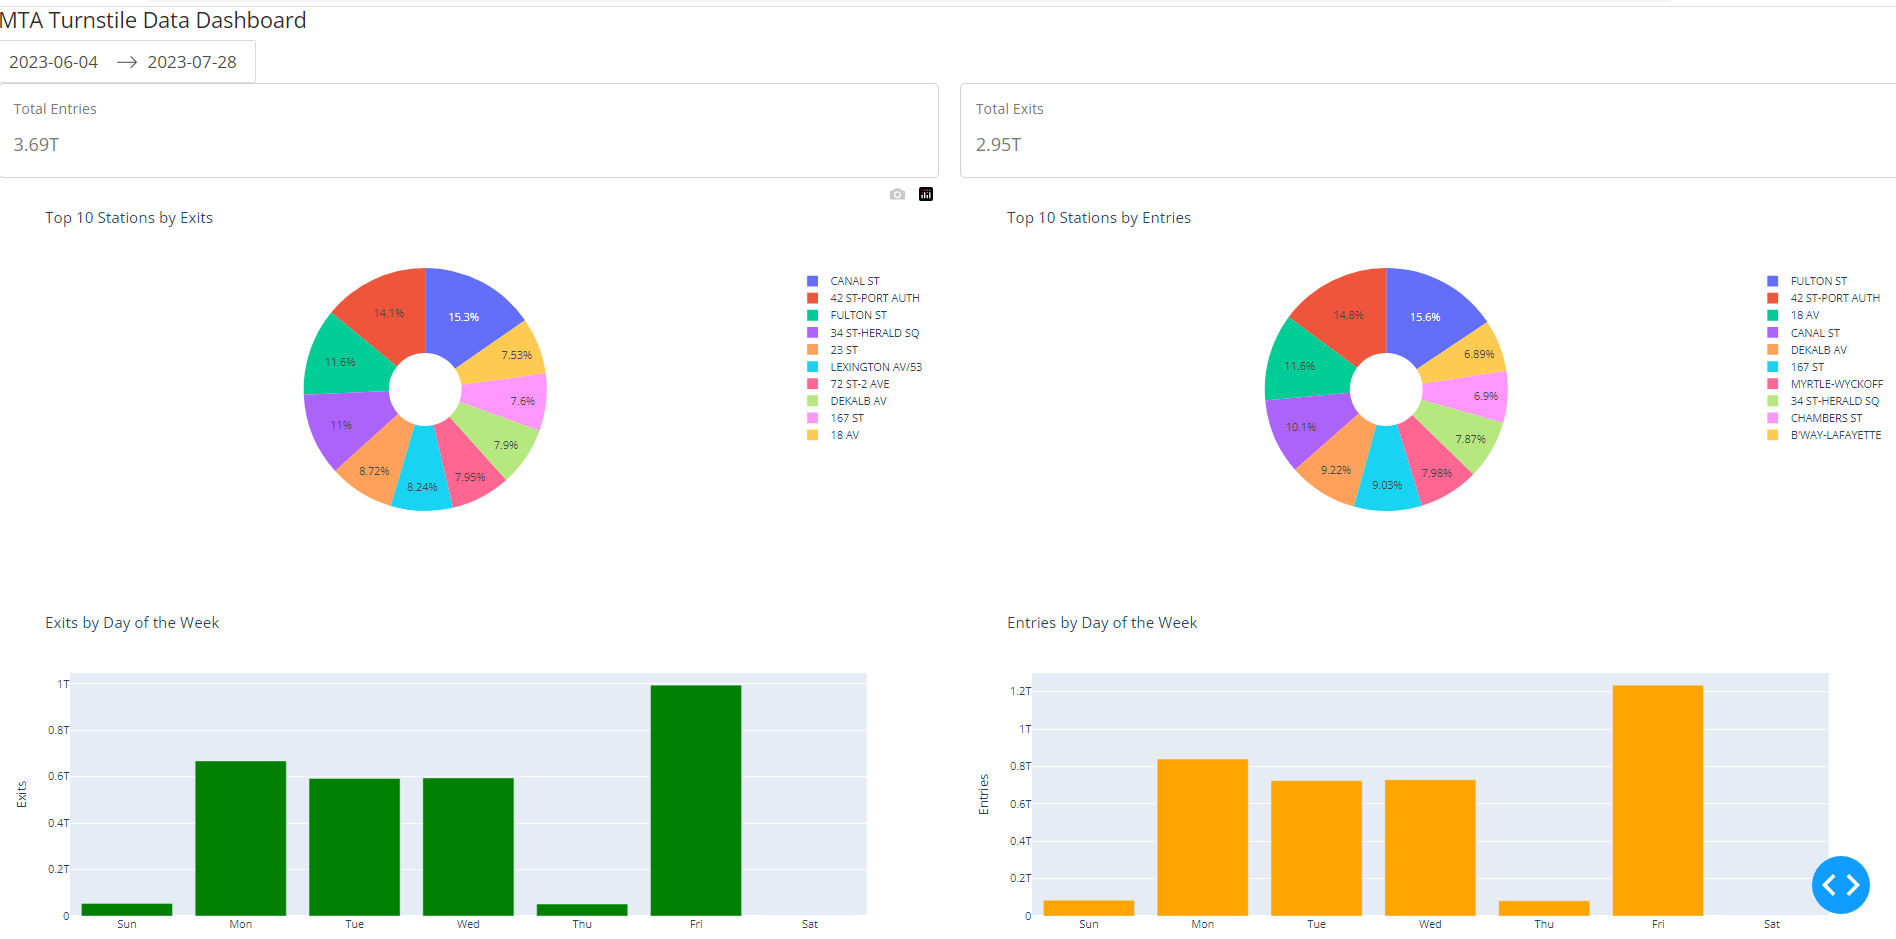 MTA Turnstile Data Dashboard
2023-06-04 → 2023-07-28
Total Entries
3.69T
Total Exits
2.95T
Top 10 Stations by Exits
15.3%
14.1%
11.6%
11%
8.72%
8.24%
7.95%
7.9%
7.6%
7.53%
CANAL ST
42 ST-PORT AUTH
FULTON ST
34 ST-HERALD SQ
23 ST
LEXINGTON AV/53
72 ST-2 AVE
DEKALB AV
167 ST
18 AV
Top 10 Stations by Entries
15.6%
14.8%
11.6%
10.1%
9.22%
9.03%
7.98%
7.87%
6.9%
6.89%
FULTON ST
42 ST-PORT AUTH
18 AV
CANAL ST
DEKALB AV
167 ST
MYRTLE-WYCKOFF
34 ST-HERALD SQ
CHAMBERS ST
B'WAY-LAFAYETTE
Exits by Day of the Week
Exits
1T
0.8T
0.6T
0.4T
0.2T
0
Sun Mon Tue Wed Thu Fri Sat
Entries by Day of the Week
Entries
1.2T
1T
0.8T
0.6T
0.4T
0.2T
0
Sun Mon Tue Wed Thu Fri Sat